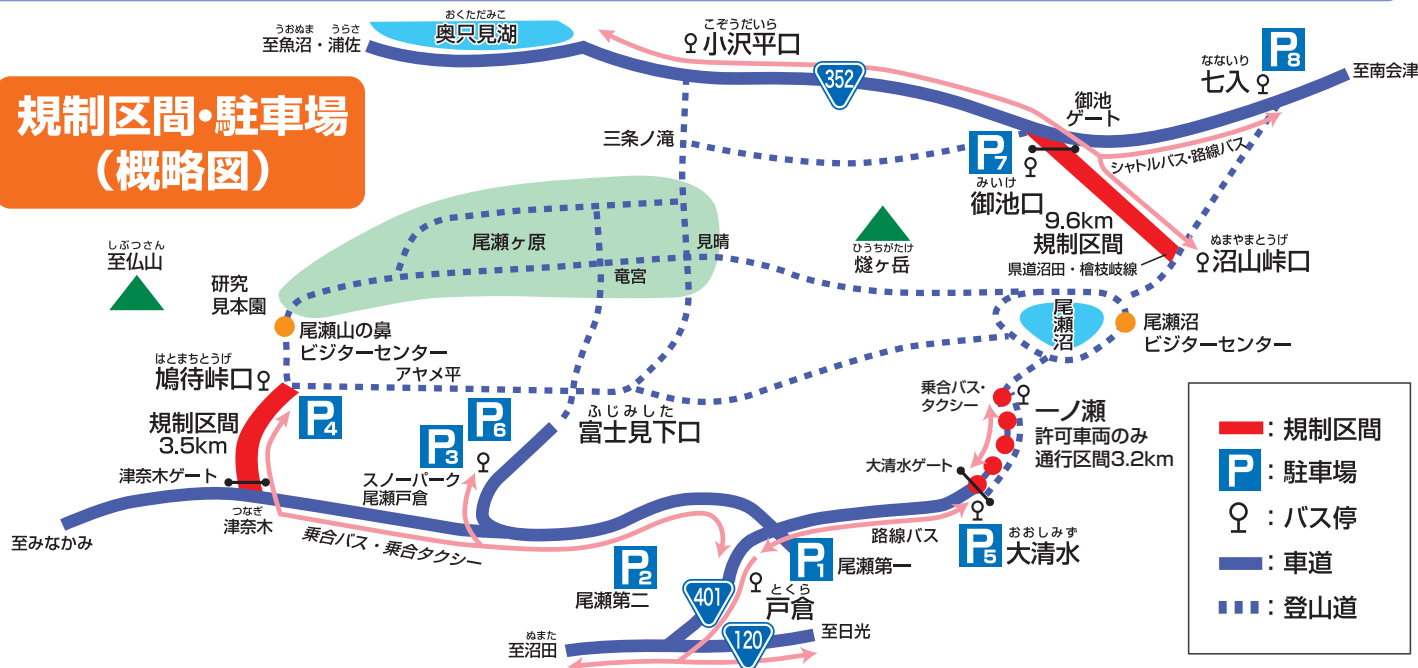 規制区間・駐車場
（概略図）
うおぬま うらさ
至魚沼・浦佐
おくただみこ
奥只見湖
こぞうだいら
小沢平口
352
御池
ゲート
なないり
七入
P8
至南会津
シャトルバス・路線バス
三条ノ滝
P7
みいけ
御池口
9.6km
規制区間
県道沼田・檜枝岐線
ぬまやまとうげ
沼山峠口
しぶつさん
至仏山
尾瀬ヶ原
見晴
竜宮
ひうちがたけ
燧ヶ岳
研究
見本園
尾瀬山の鼻
ビジターセンター
尾瀬沼
尾瀬沼
ビジターセンター
はとまちとうげ
鳩待峠口
アヤメ平
P4
規制区間
3.5km
津奈木ゲート
つなぎ
津奈木
至みなかみ
乗合バス・乗合タクシー
P3
P6
スノーパーク
尾瀬戸倉
ふじみした
富士見下口
乗合バス・
タクシー
一ノ瀬
許可車両のみ
通行区間3.2km
大清水ゲート
路線バス
P5
おおしみず
大清水
P2
尾瀬第二
P1
尾瀬第一
401
とくら
戸倉
120
ぬまた
至沼田
至日光
：規制区間
P：駐車場
：バス停
：車道
：登山道